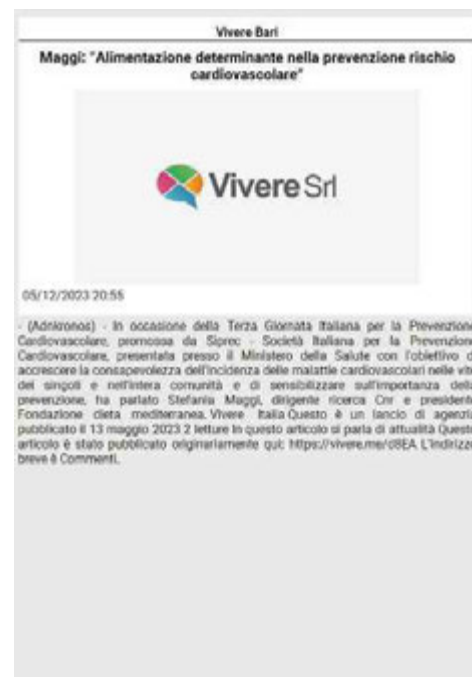 Vivere Bari
Maggi: "Alimentazione determinante nella prevenzione rischio
cardiovascolare"
Vivere Srl
05/12/2023 20:55
- (Adnkronos) - In occasione della Terza Giornata Italiana per la Prevenzione
Cardiovascolare, promossa da Siprec - Società Italiana per la Prevenzione
Cardiovascolare, presentata presso il Ministero della Salute con l'obiettivo d
accrescere la consapevolezza dell'incidenza delle malattie cardiovascolari nelle vite
dei singoli e nell'intera comunità e di sensibilizzare sull'importanza dell
prevenzione, ha parlato Stefania Maggi, dirigente ricerca Cnr e presidente
Fondazione dieta mediterranea. Vivere Italia Questo è un lancio di agenzia
pubblicato il 13 maggio 2023 2 letture In questo articolo si parla di attualità Questo
articolo è stato pubblicato originariamente qui: https://vivere.me/d8EA L'indirizzo
breve è Commenti.